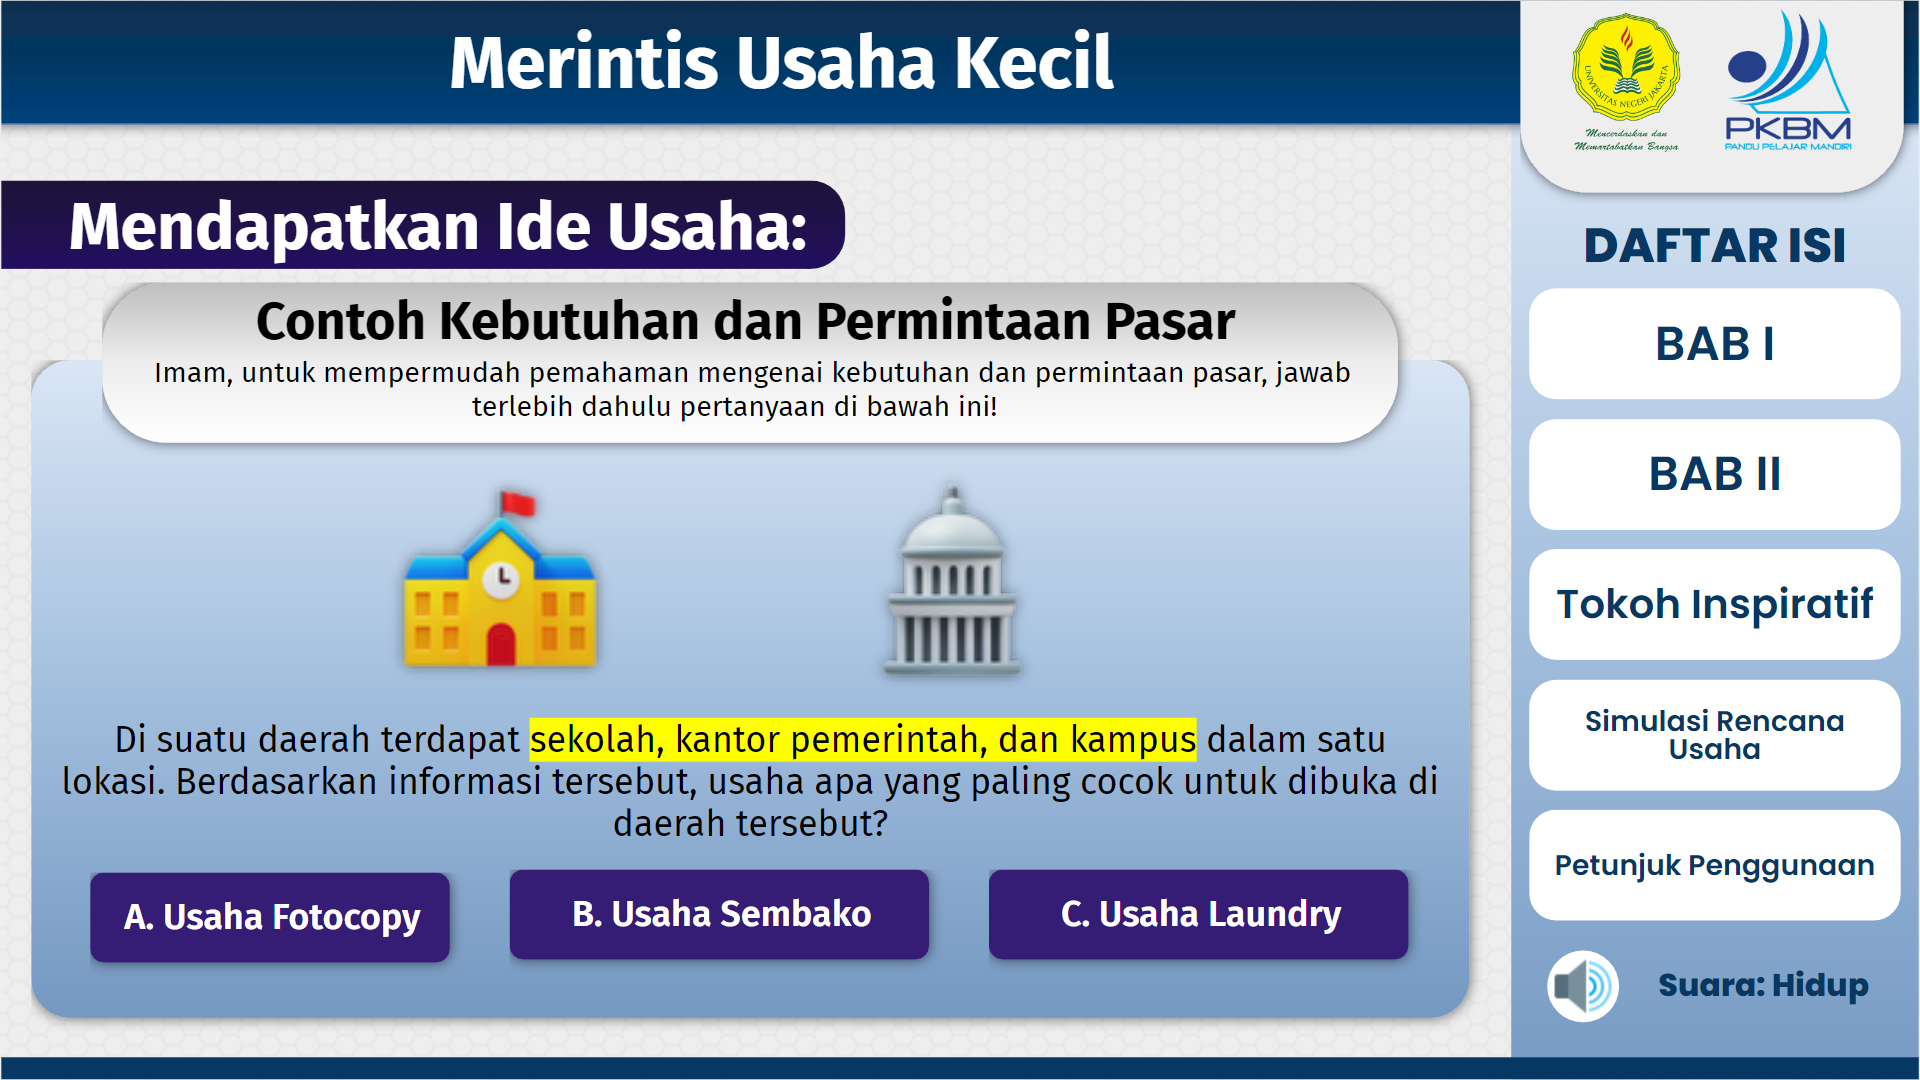 Merintis Usaha Kecil
UNIVERSITAS NEGERI JAKARTA
Mencerdaskan dan
Memartabatkan Bangsa
PKBM
PANDU PELAJAR MANDIRI
Mendapatkan Ide Usaha:
Contoh Kebutuhan dan Permintaan Pasar
Imam, untuk mempermudah pemahaman mengenai kebutuhan dan permintaan pasar, jawab
terlebih dahulu pertanyaan di bawah ini!
Di suatu daerah terdapat sekolah, kantor pemerintah, dan kampus dalam satu
lokasi. Berdasarkan informasi tersebut, usaha apa yang paling cocok untuk dibuka di
daerah tersebut?
A. Usaha Fotocopy
B. Usaha Sembako
C. Usaha Laundry
DAFTAR ISI
BAB I
BAB II
Tokoh Inspiratif
Simulasi Rencana
Usaha
Petunjuk Penggunaan
Suara: Hidup